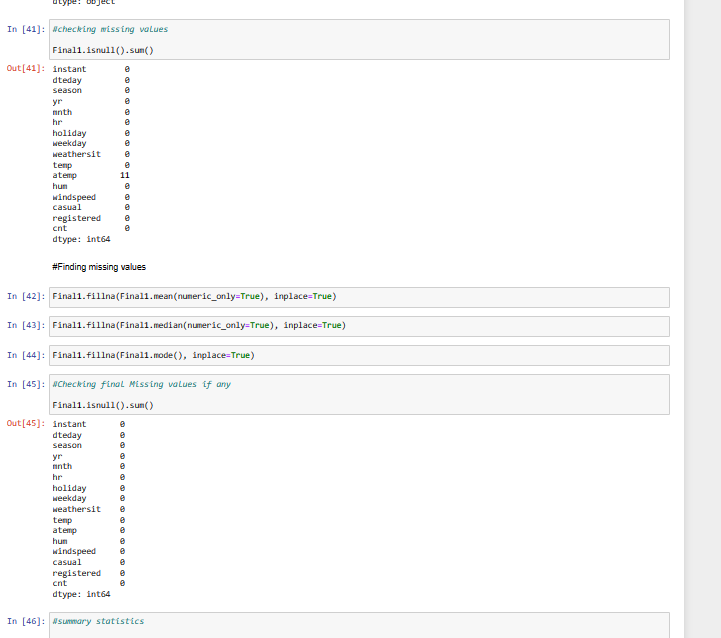 dtype: object
In [41]: #checking missing values
Final1.isnull().sum()
Out[41]: instant 0
dteday 0
season 0
yr 0
mnth 0
hr 0
holiday 0
weekday 0
weathersit 0
temp 0
atemp 11
hum 0
windspeed 0
casual 0
registered 0
cnt 0
dtype: int64
#Finding missing values
In [42]: Final1.fillna(Final1.mean(numeric_only=True), inplace=True)
In [43]: Final1.fillna(Final1.median(numeric_only=True), inplace=True)
In [44]: Final1.fillna(Final1.mode(), inplace=True)
In [45]: #Checking final Missing values if any
Final1.isnull().sum()
Out[45]: instant 0
dteday 0
season 0
yr 0
mnth 0
hr 0
holiday 0
weekday 0
weathersit 0
temp 0
atemp 0
hum 0
windspeed 0
casual 0
registered 0
cnt 0
dtype: int64
In [46]: #summary statistics